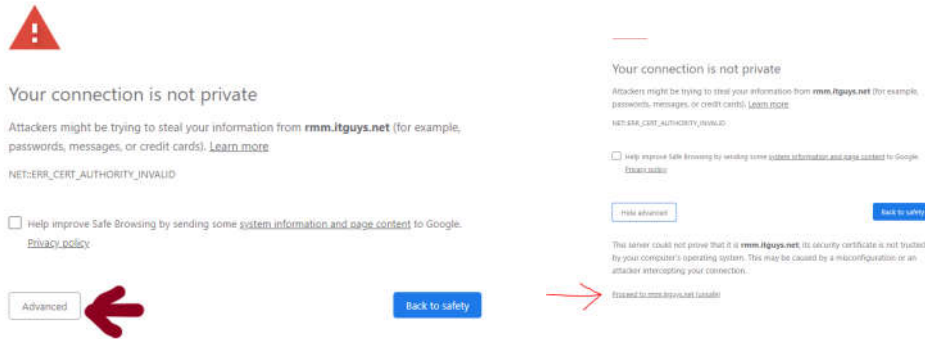 Your connection is not private
Attackers might be trying to steal your information from rmm.itguys.net (for example,
passwords, messages, or credit cards). Learn more
NET::ERR_CERT_AUTHORITY_INVALID
Help improve Safe Browsing by sending some system information and page content to Google.
Privacy policy
Advanced
Back to safety
Your connection is not private
Attackers might be trying to steal your information from rmm.itguys.net (for example,
passwords, messages, or credit cards). Learn more
NET::ERR_CERT_AUTHORITY_INVALID
Help improve Safe Browsing by sending some system information and page content to Google.
Privacy policy
Hide advanced
Back to safety
This server could not prove that it is rmm.itguys.net; its security certificate is not trusted
by your computer's operating system. This may be caused by a misconfiguration or an
attacker intercepting your connection.
Proceed to rmm.itguys.net (unsafe)